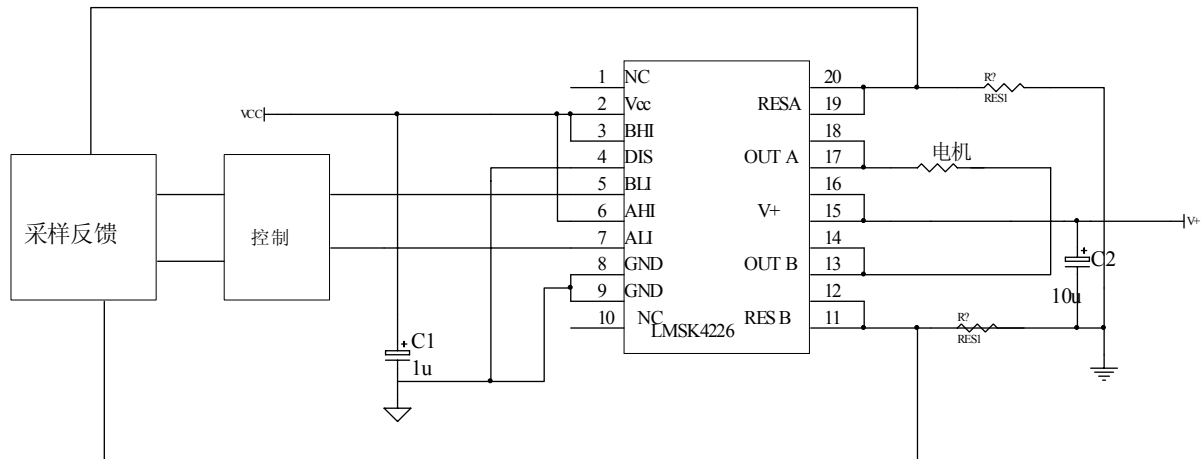 1 NC
2 Vcc
3 BHI
4 DIS
5 BLI
6 AHI
7 ALI
8 GND
9 GND
10 NC
LMSK4226
20
RESA 19
18
OUT A 17
16
V+ 15
14
OUT B 13
12
RES B 11
VCC
采样反馈
控制
C1
1u
R?
RES1
电机
V+
C2
10u
R?
RES1